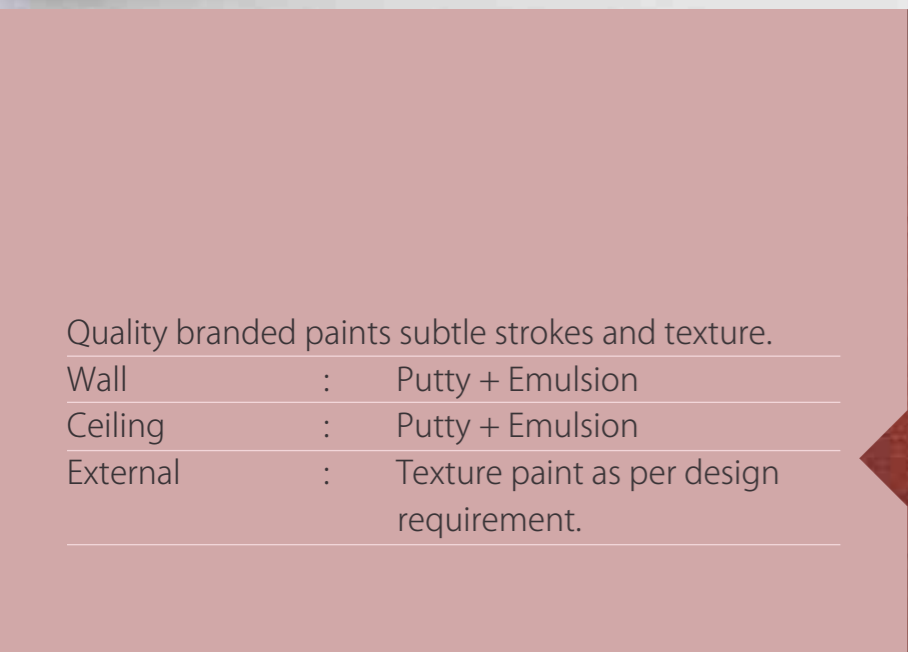 Quality branded paints subtle strokes and texture.
Wall : Putty + Emulsion
Ceiling : Putty + Emulsion
External : Texture paint as per design
requirement.